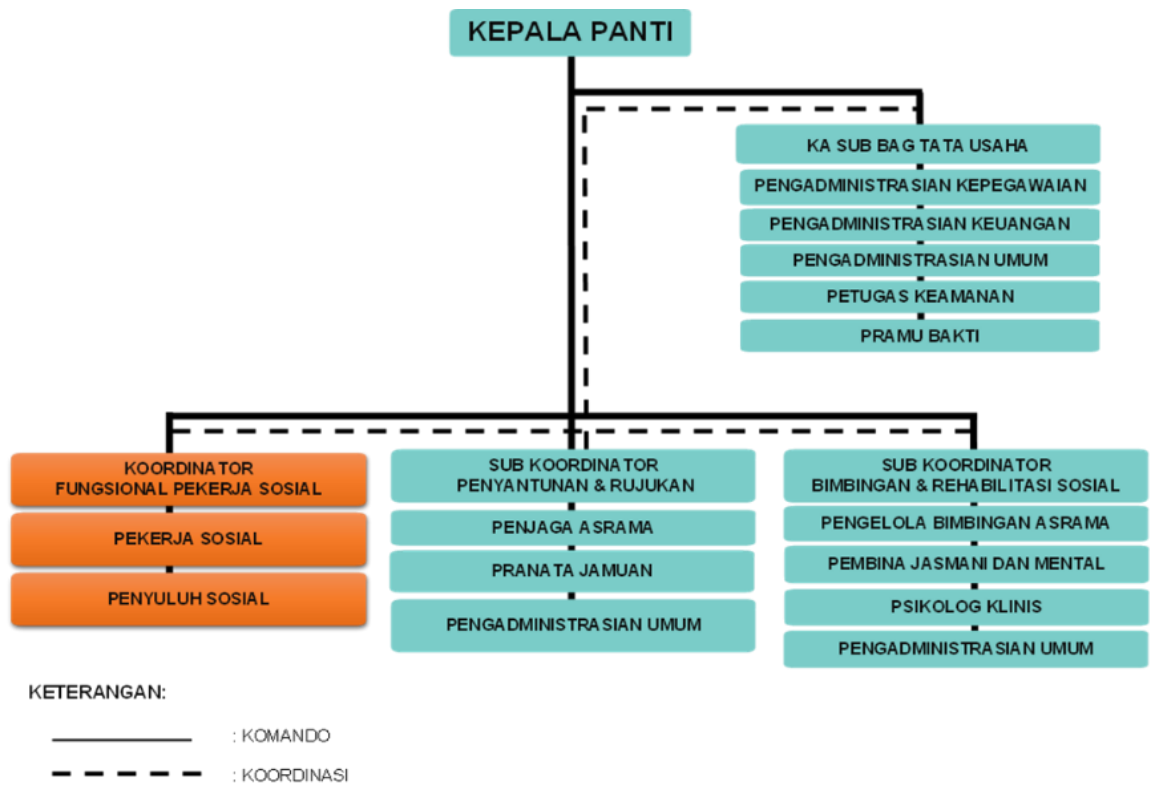 KEPALA PANTI
KA SUB BAG TATA USAHA
PENGADMINISTRASIAN KEPEGAWAIAN
PENGADMINISTRASIAN KEUANGAN
PENGADMINISTRASIAN UMUM
PETUGAS KEAMANAN
PRAMU BAKTI
KOORDINATOR
FUNGSIONAL PEKERJA SOSIAL
PEKERJA SOSIAL
PENYULUH SOSIAL
SUB KOORDINATOR
PENYANTUNAN & RUJUKAN
PENJAGA ASRAMA
PRANATA JAMUAN
PENGADMINISTRASIAN UMUM
SUB KOORDINATOR
BIMBINGAN & REHABILITASI SOSIAL
PENGELOLA BIMBINGAN ASRAMA
PEMBINA JASMANI DAN MENTAL
PSIKOLOG KLINIS
PENGADMINISTRASIAN UMUM
KETERANGAN:
: KOMANDO
: KOORDINASI